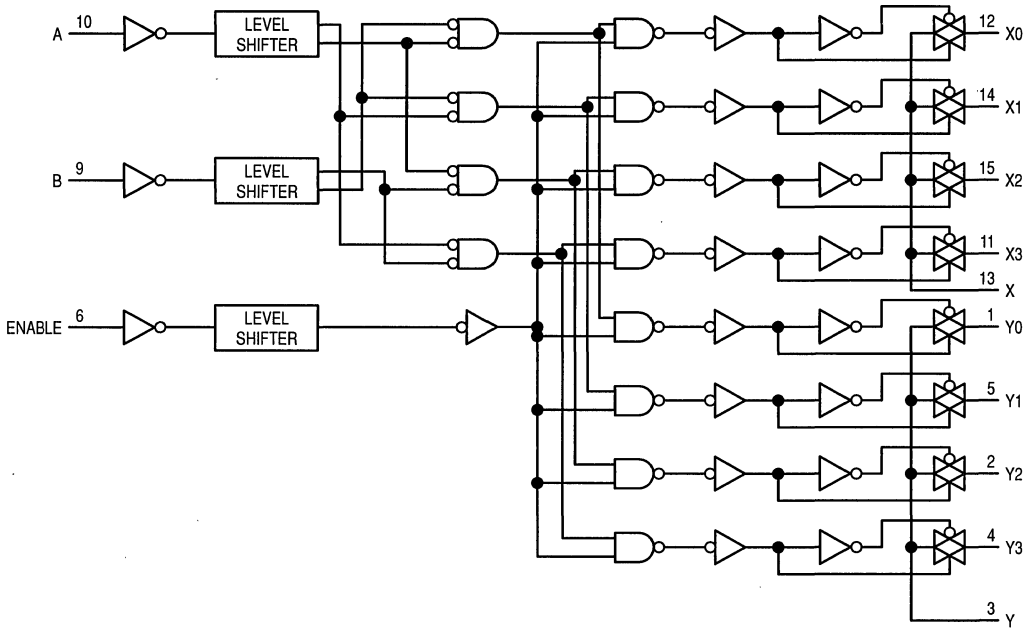 A 10 LEVEL SHIFTER 12 X0
14 X1
B 9 LEVEL SHIFTER 15 X2
11 X3
13 X
ENABLE 6 LEVEL SHIFTER 1 Y0
5 Y1
2 Y2
4 Y3
3 Y